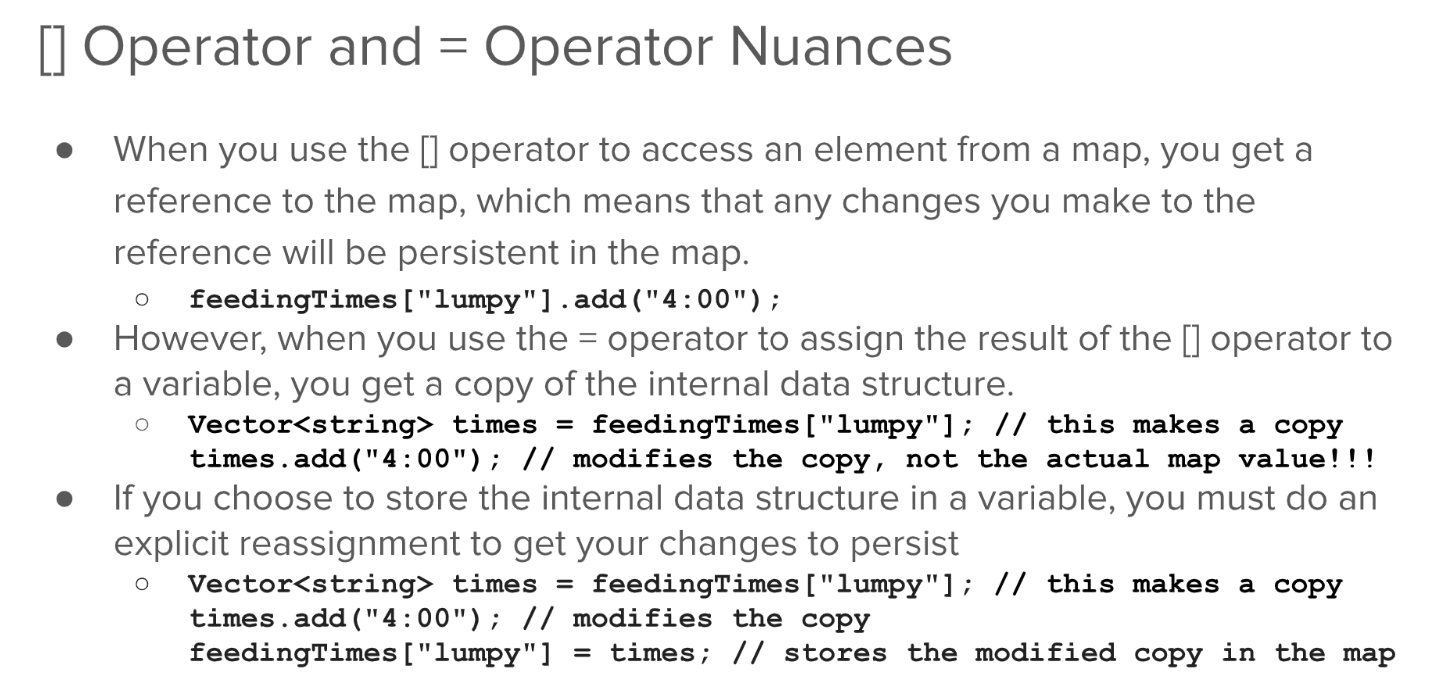 [] Operator and = Operator Nuances
● When you use the [] operator to access an element from a map, you get a
reference to the map, which means that any changes you make to the
reference will be persistent in the map.
○ feedingTimes["lumpy"].add("4:00");
● However, when you use the = operator to assign the result of the [] operator to
a variable, you get a copy of the internal data structure.
○ Vector<string> times = feedingTimes["lumpy"]; // this makes a copy
times.add("4:00"); // modifies the copy, not the actual map value!!!
● If you choose to store the internal data structure in a variable, you must do an
explicit reassignment to get your changes to persist
○ Vector<string> times = feedingTimes["lumpy"]; // this makes a copy
times.add("4:00"); // modifies the copy
feedingTimes["lumpy"] = times; // stores the modified copy in the map